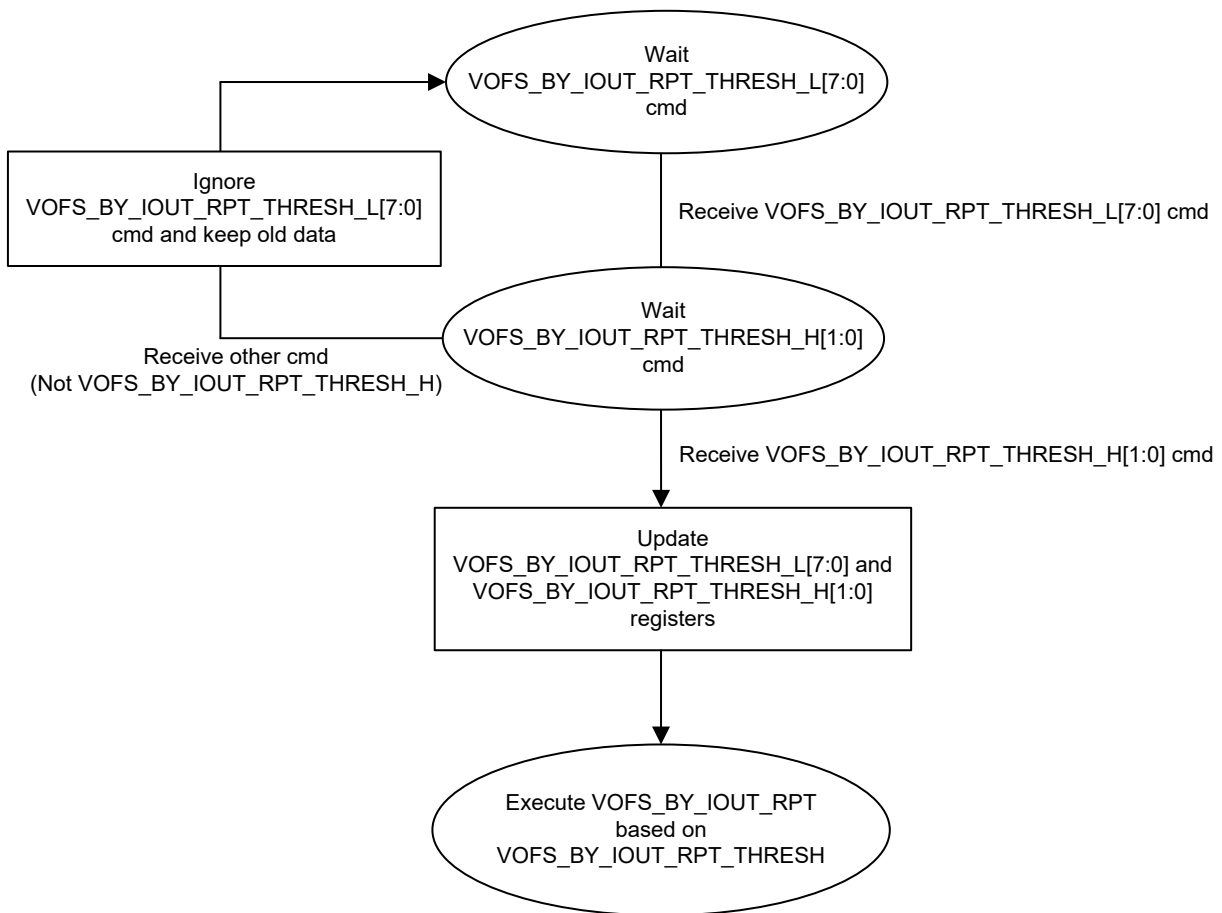 Wait
VOFS_BY_IOUT_RPT_THRESH_L[7:0]
cmd
Ignore
VOFS_BY_IOUT_RPT_THRESH_L[7:0]
cmd and keep old data
Receive VOFS_BY_IOUT_RPT_THRESH_L[7:0] cmd
Wait
VOFS_BY_IOUT_RPT_THRESH_H[1:0]
cmd
Receive other cmd
(Not VOFS_BY_IOUT_RPT_THRESH_H)
Receive VOFS_BY_IOUT_RPT_THRESH_H[1:0] cmd
Update
VOFS_BY_IOUT_RPT_THRESH_L[7:0] and
VOFS_BY_IOUT_RPT_THRESH_H[1:0]
registers
Execute VOFS_BY_IOUT_RPT
based on
VOFS_BY_IOUT_RPT_THRESH